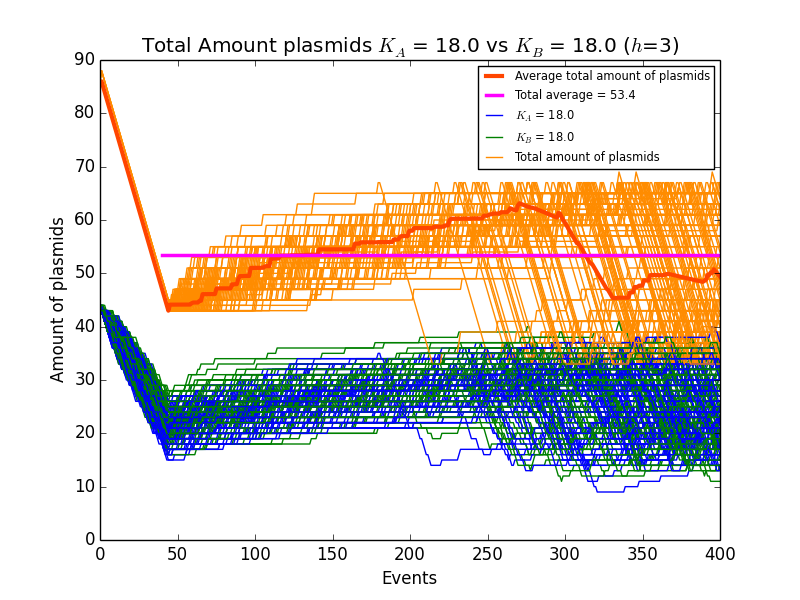 Total Amount plasmids K_A = 18.0 vs K_B = 18.0 (h=3)
Average total amount of plasmids
Total average = 53.4
K_A = 18.0
K_B = 18.0
Total amount of plasmids
90
80
70
60
50
40
30
20
10
0
Amount of plasmids
0 50 100 150 200 250 300 350 400
Events